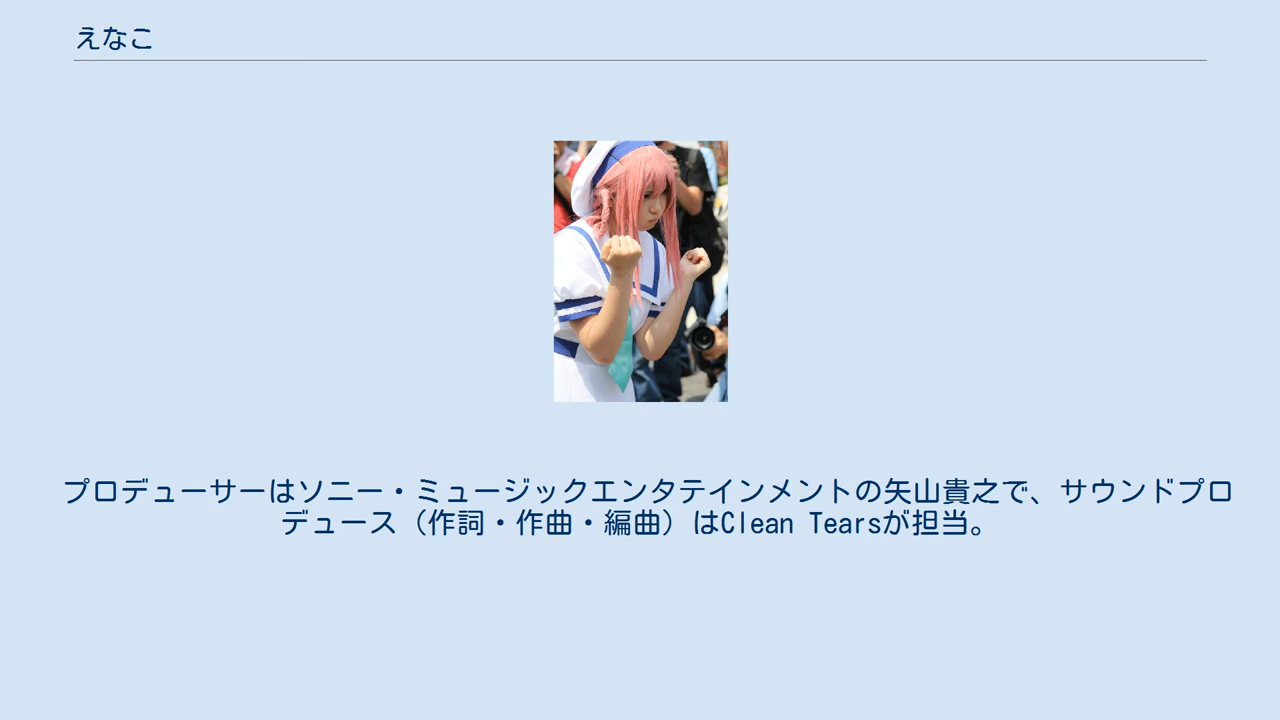 えなこ
プロデューサーはソニー・ミュージックエンタテインメントの矢山貴之で、サウンドプロ
デュース（作詞・作曲・編曲）はClean Tearsが担当。